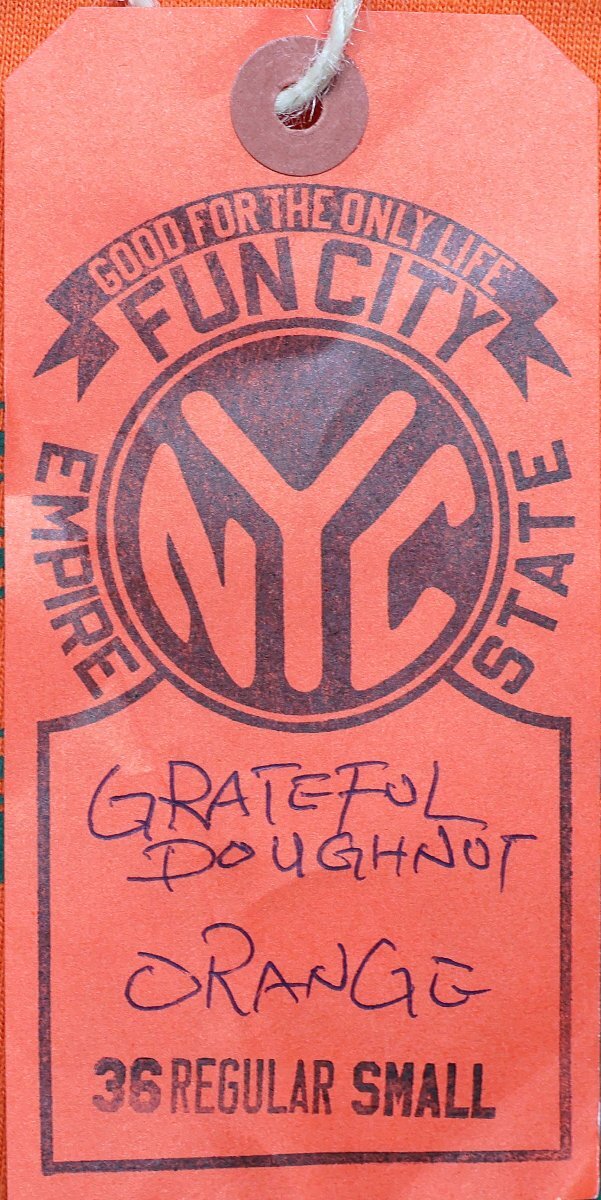 GOOD FOR THE ONLY LIFE
FUN CITY
EMPIRE
NYC
STATE
GRATEFUL
DOUGHNUT
ORANGE
36 REGULAR SMALL